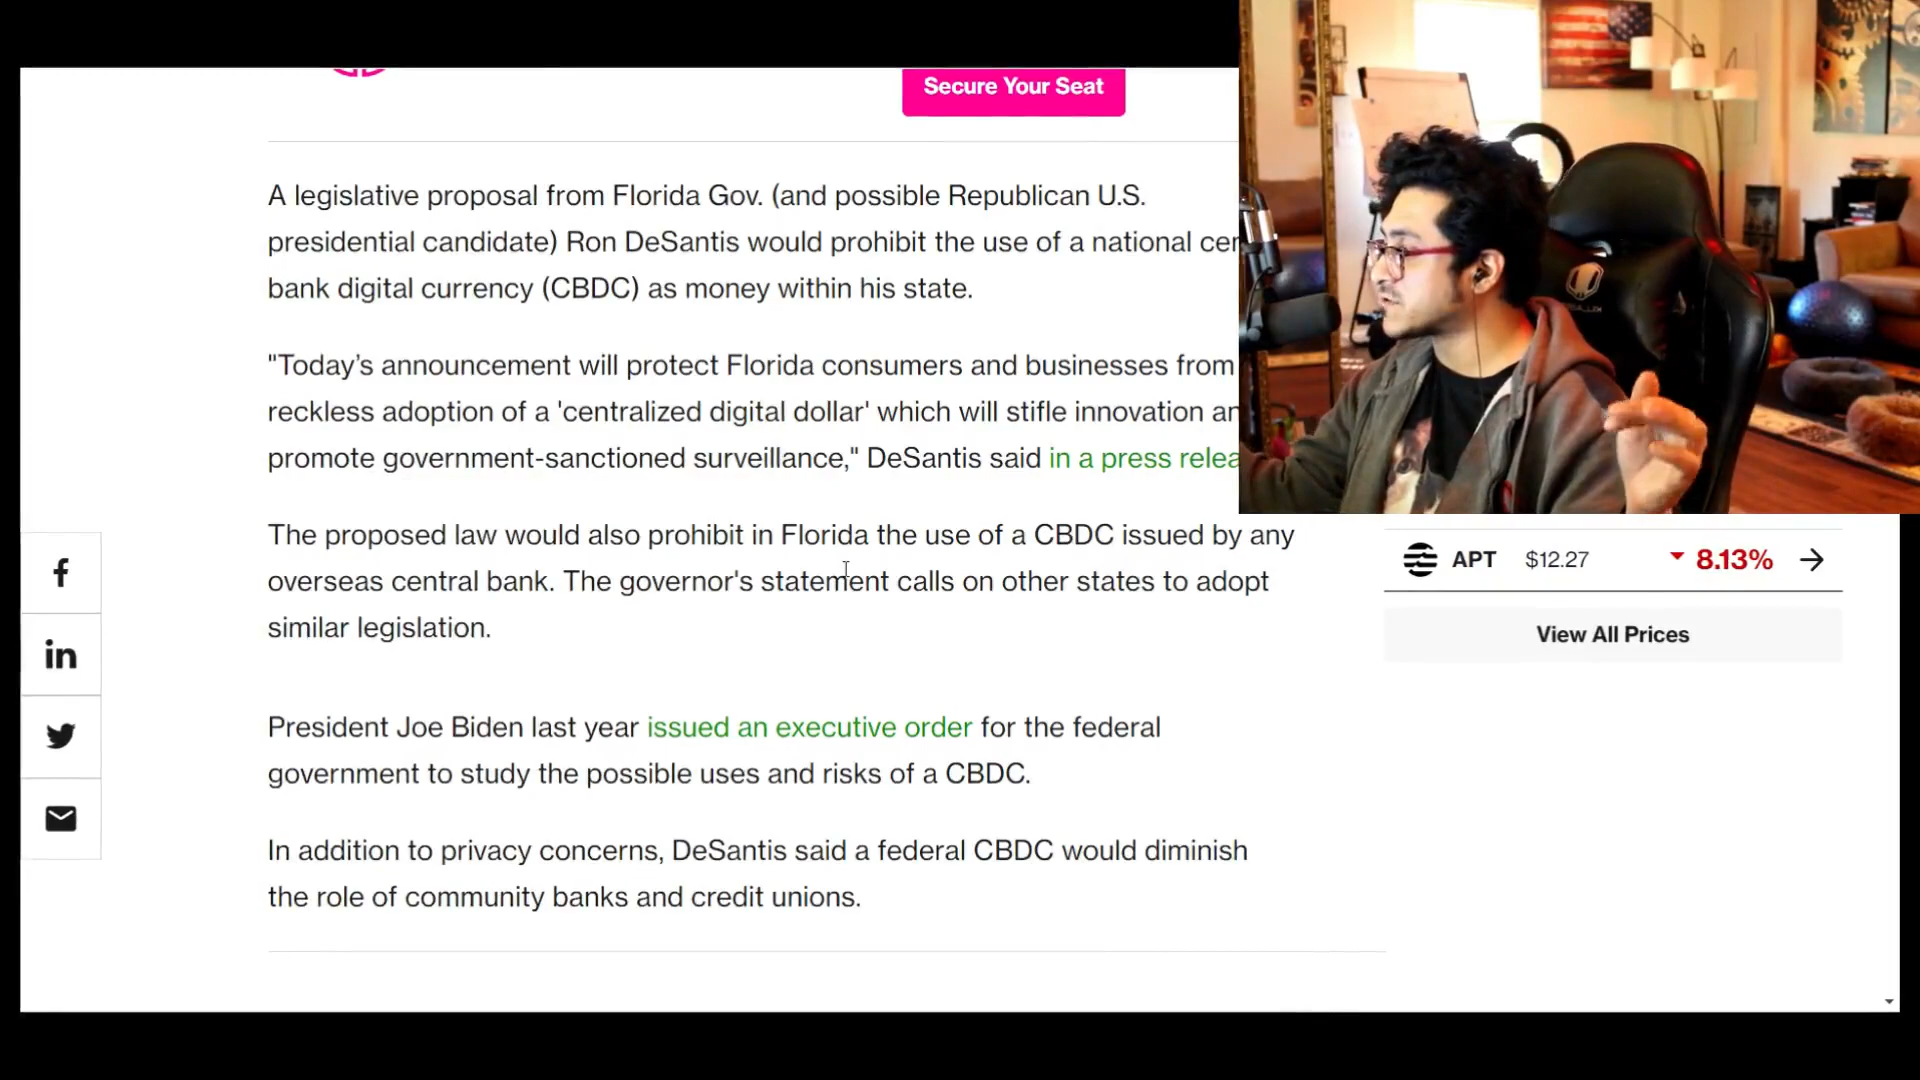 Secure Your Seat
A legislative proposal from Florida Gov. (and possible Republican U.S.
presidential candidate) Ron DeSantis would prohibit the use of a national
bank digital currency (CBDC) as money within his state.
"Today's announcement will protect Florida consumers and businesses from
reckless adoption of a 'centralized digital dollar' which will stifle innovation
promote government-sanctioned surveillance," DeSantis said in a press
The proposed law would also prohibit in Florida the use of a CBDC issued by any
overseas central bank. The governor's statement calls on other states to adopt
similar legislation.
President Joe Biden last year issued an executive order for the federal
government to study the possible uses and risks of a CBDC.
In addition to privacy concerns, DeSantis said a federal CBDC would diminish
the role of community banks and credit unions.
APT $12.27 8.13%
View All Prices